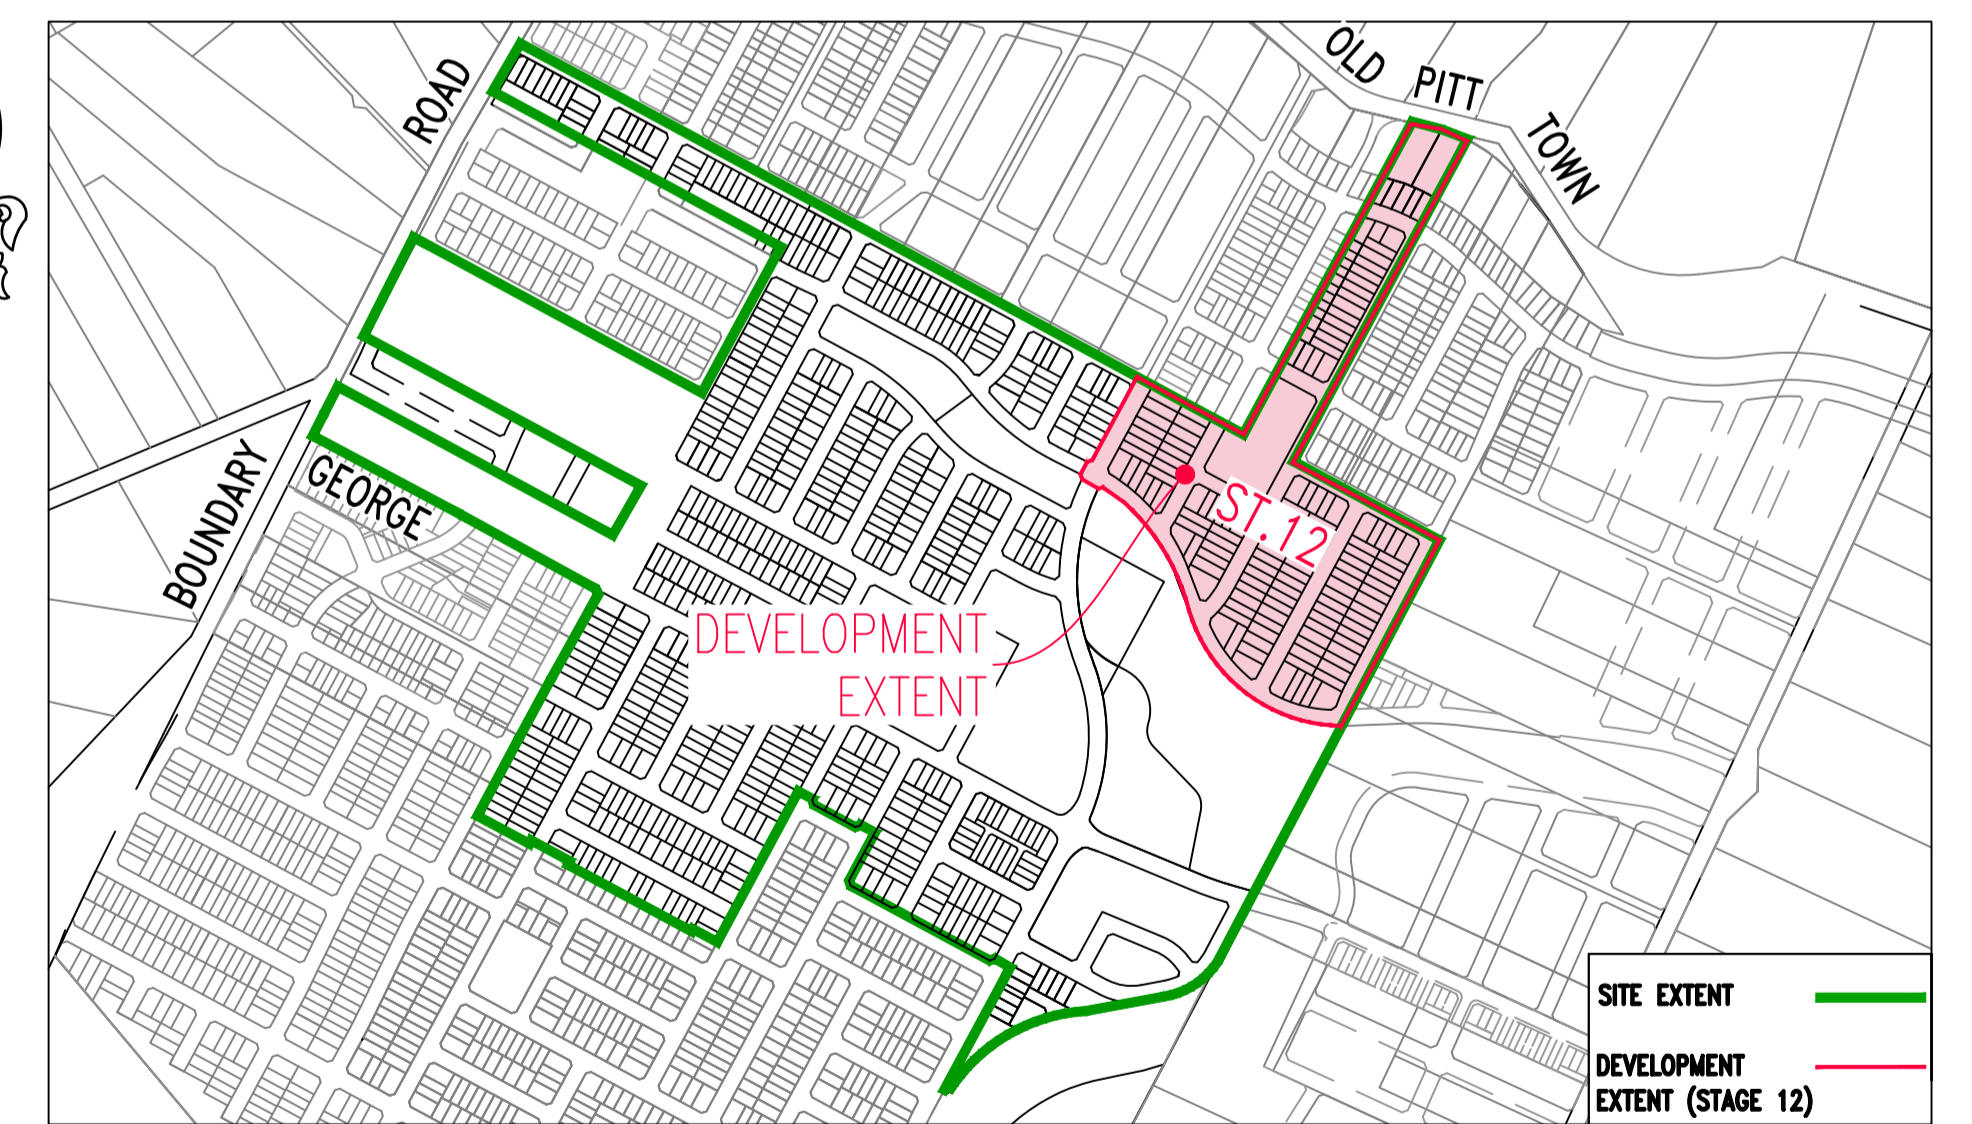 OLD PITT TOWN
ROAD
BOUNDARY
GEORGE
ST.12
DEVELOPMENT
EXTENT
SITE EXTENT
DEVELOPMENT
EXTENT (STAGE 12)